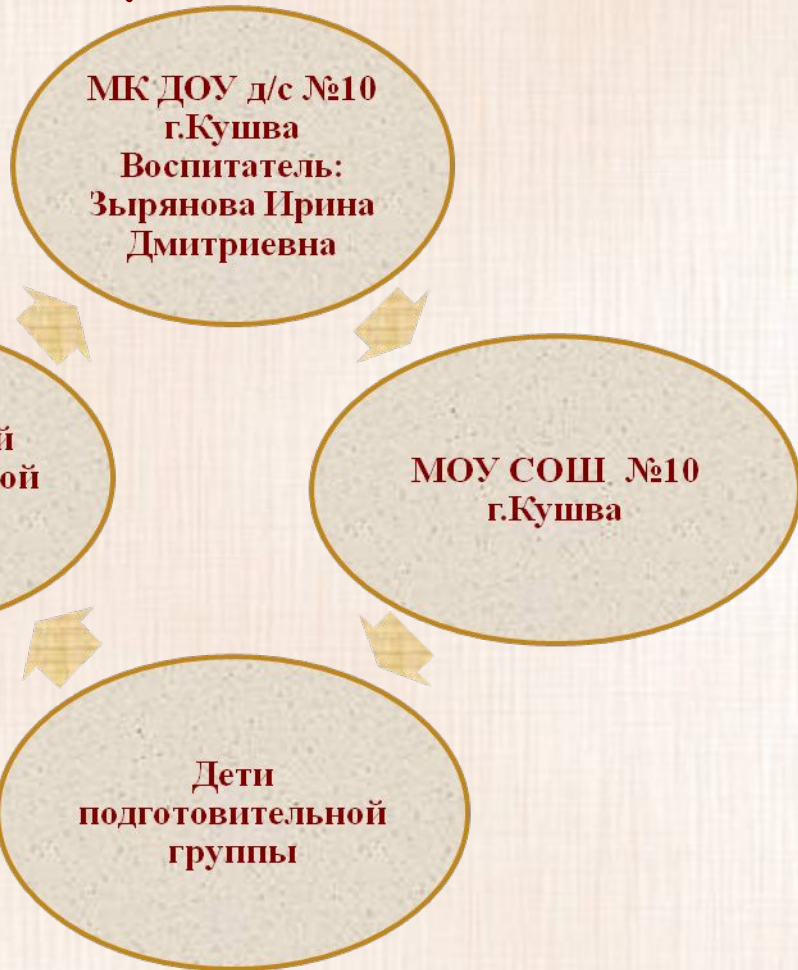 МК ДОУ д/с №10
г.Кушва
Воспитатель:
Зырянова Ирина
Дмитриевна
МОУ СОШ №10
г.Кушва
Дети
подготовительной
группы